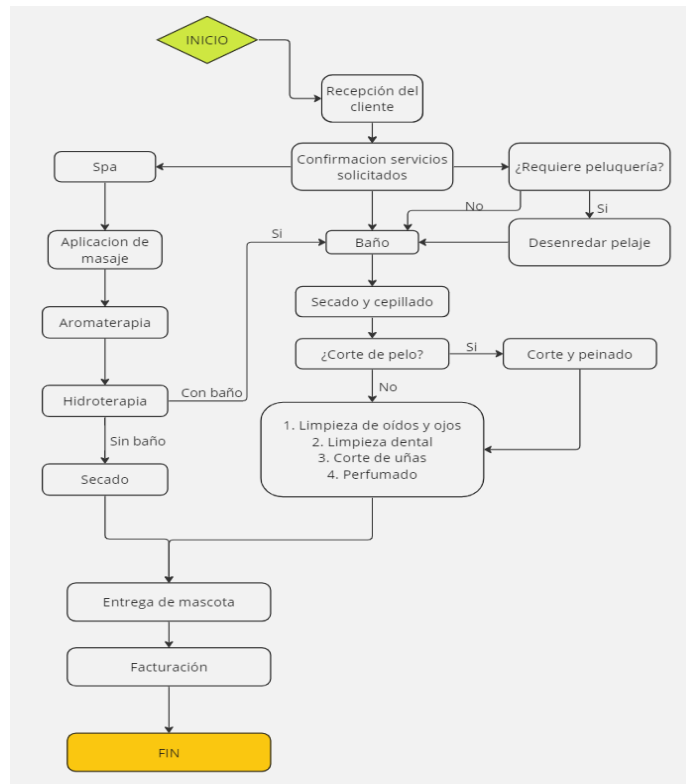 INICIO
Recepción del
cliente
Confirmacion servicios
solicitados
Spa
¿Requiere peluquería?
No
Si
Desenredar pelaje
Aplicacion de
masaje
Si
Baño
Aromaterapia
Secado y cepillado
¿Corte de pelo?
Si
Corte y peinado
No
Hidroterapia
Con baño
Sin baño
Secado
1. Limpieza de oídos y ojos
2. Limpieza dental
3. Corte de uñas
4. Perfumado
Entrega de mascota
Facturación
FIN